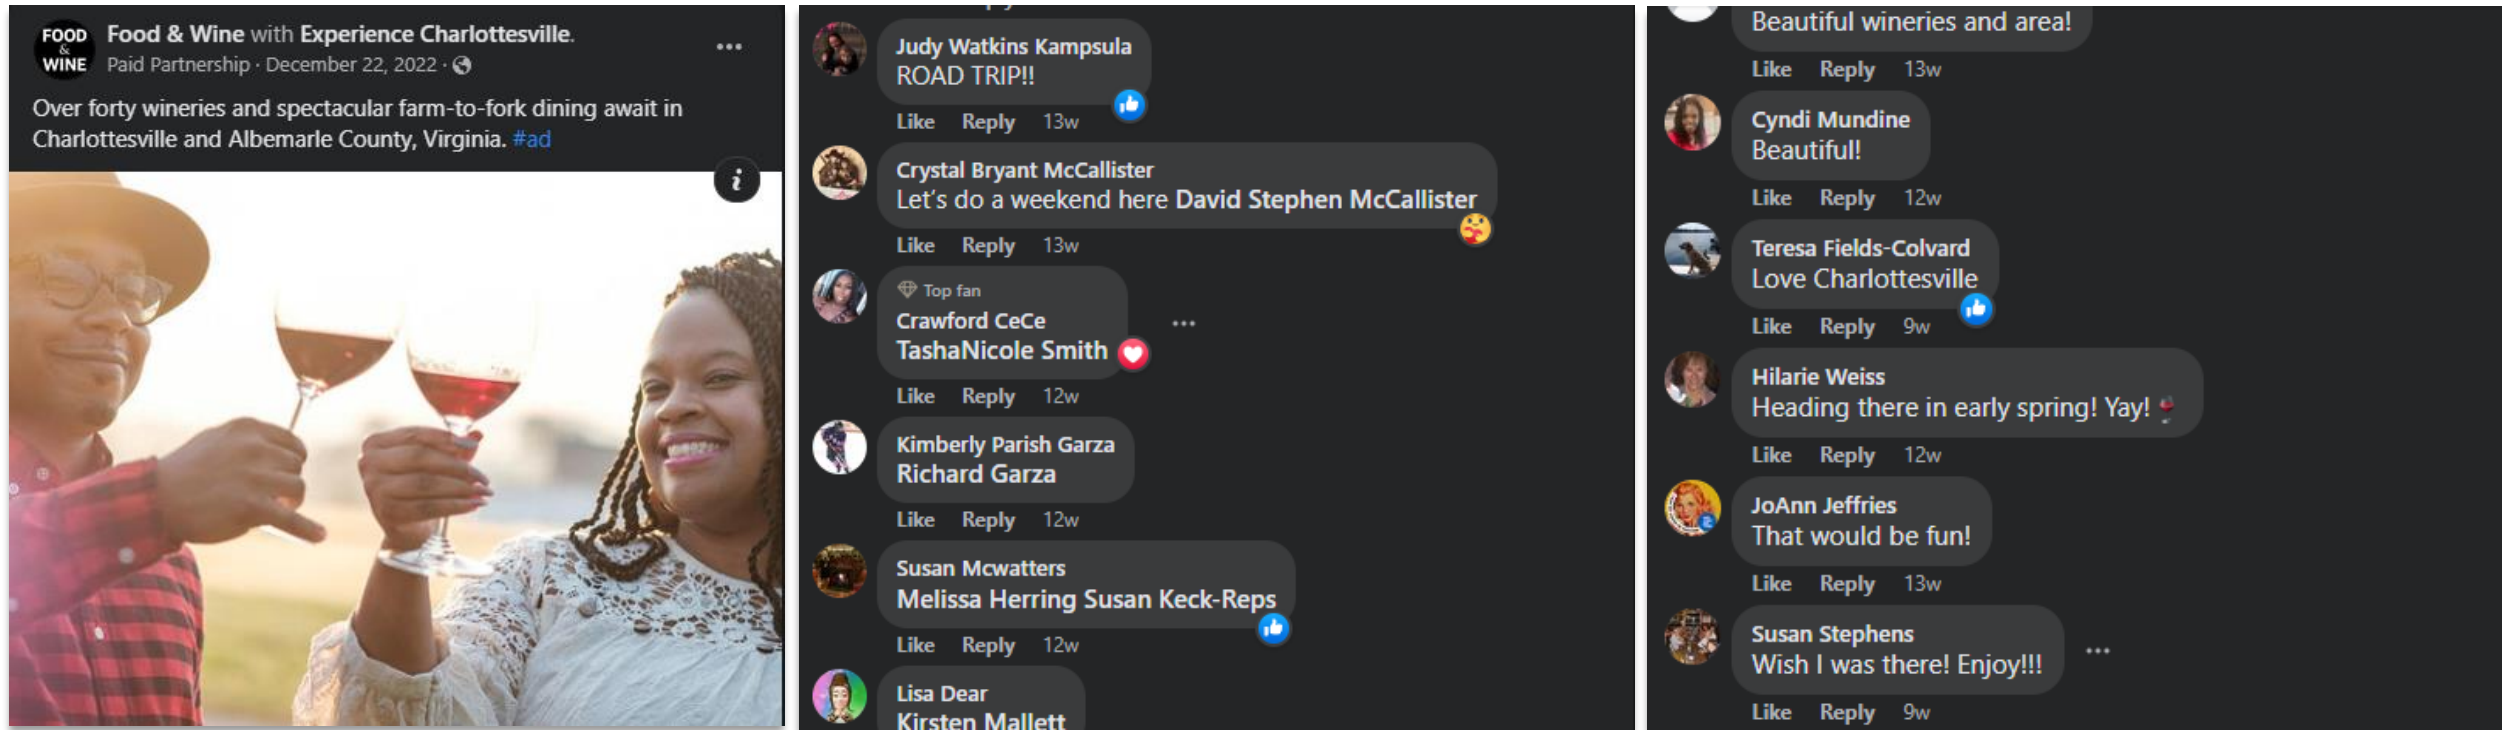 FOOD
&
WINE
Food & Wine with Experience Charlottesville.
Paid Partnership · December 22, 2022 ·
Over forty wineries and spectacular farm-to-fork dining await in
Charlottesville and Albemarle County, Virginia. #ad
i
Judy Watkins Kampsula
ROAD TRIP!!
Like Reply 13w
Crystal Bryant McCallister
Let's do a weekend here David Stephen McCallister
Like Reply 13w
Top fan
Crawford CeCe
TashaNicole Smith
Like Reply 12w
Kimberly Parish Garza
Richard Garza
Like Reply 12w
Susan Mcwatters
Melissa Herring Susan Keck-Reps
Like Reply 12w
Lisa Dear
Kirsten Mallett
Beautiful wineries and area!
Like Reply 13w
Cyndi Mundine
Beautiful!
Like Reply 12w
Teresa Fields-Colvard
Love Charlottesville
Like Reply 9w
Hilarie Weiss
Heading there in early spring! Yay! 🍷
Like Reply 12w
JoAnn Jeffries
That would be fun!
Like Reply 13w
Susan Stephens
Wish I was there! Enjoy!!!
Like Reply 9w